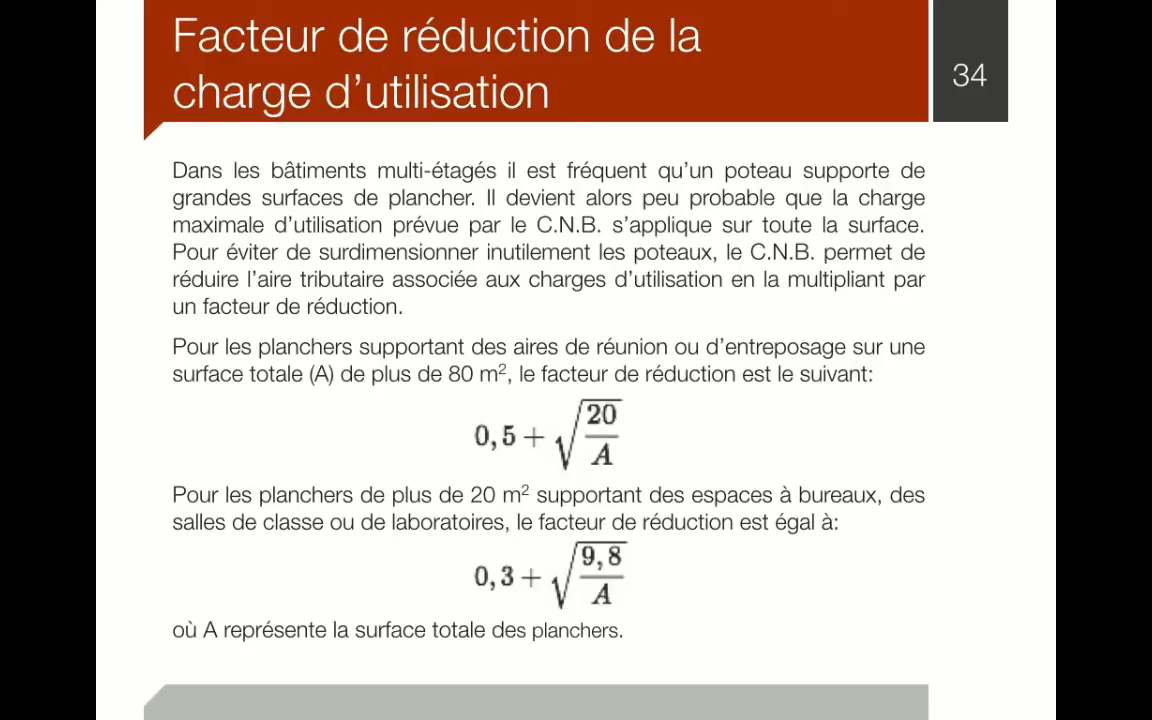 Facteur de réduction de la
charge d’utilisation
34
Dans les bâtiments multi-étagés il est fréquent qu’un poteau supporte de
grandes surfaces de plancher. Il devient alors peu probable que la charge
maximale d’utilisation prévue par le C.N.B. s’applique sur toute la surface.
Pour éviter de surdimensionner inutilement les poteaux, le C.N.B. permet de
réduire l’aire tributaire associée aux charges d’utilisation en la multipliant par
un facteur de réduction.
Pour les planchers supportant des aires de réunion ou d’entreposage sur une
surface totale (A) de plus de 80 m², le facteur de réduction est le suivant:
0,5 + √(20/A)
Pour les planchers de plus de 20 m² supportant des espaces à bureaux, des
salles de classe ou de laboratoires, le facteur de réduction est égal à:
0,3 + √(9,8/A)
où A représente la surface totale des planchers.